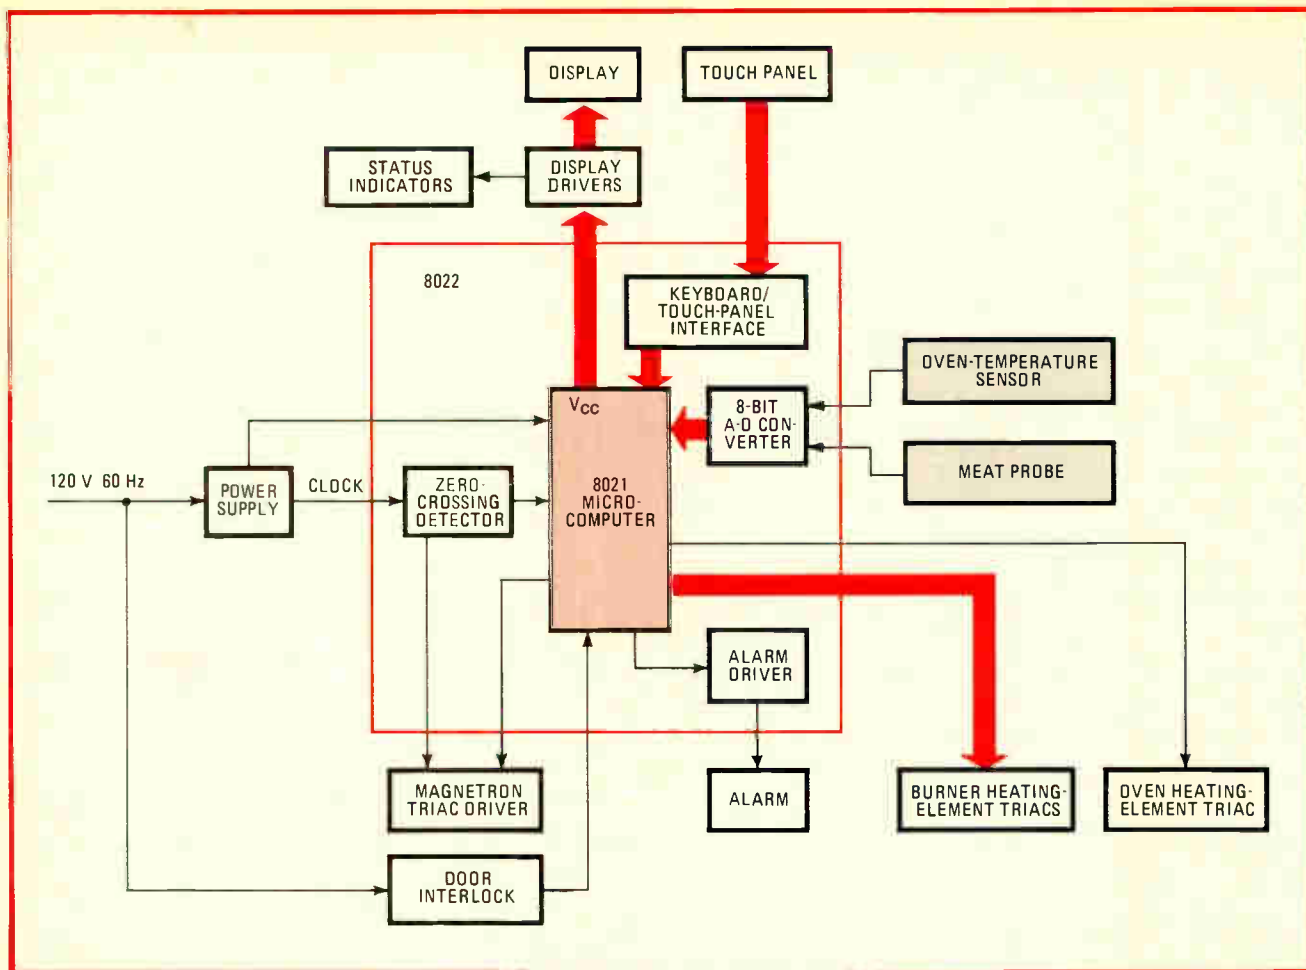 DISPLAY
TOUCH PANEL
STATUS
INDICATORS
DISPLAY
DRIVERS
8022
KEYBOARD/
TOUCH-PANEL
INTERFACE
OVEN-TEMPERATURE
SENSOR
Vcc
8-BIT
A-D CON-
VERTER
MEAT PROBE
120 V 60 Hz
POWER
SUPPLY
CLOCK
ZERO-
CROSSING
DETECTOR
8021
MICRO-
COMPUTER
ALARM
DRIVER
MAGNETRON
TRIAC DRIVER
ALARM
BURNER HEATING-
ELEMENT TRIACS
OVEN HEATING-
ELEMENT TRIAC
DOOR
INTERLOCK